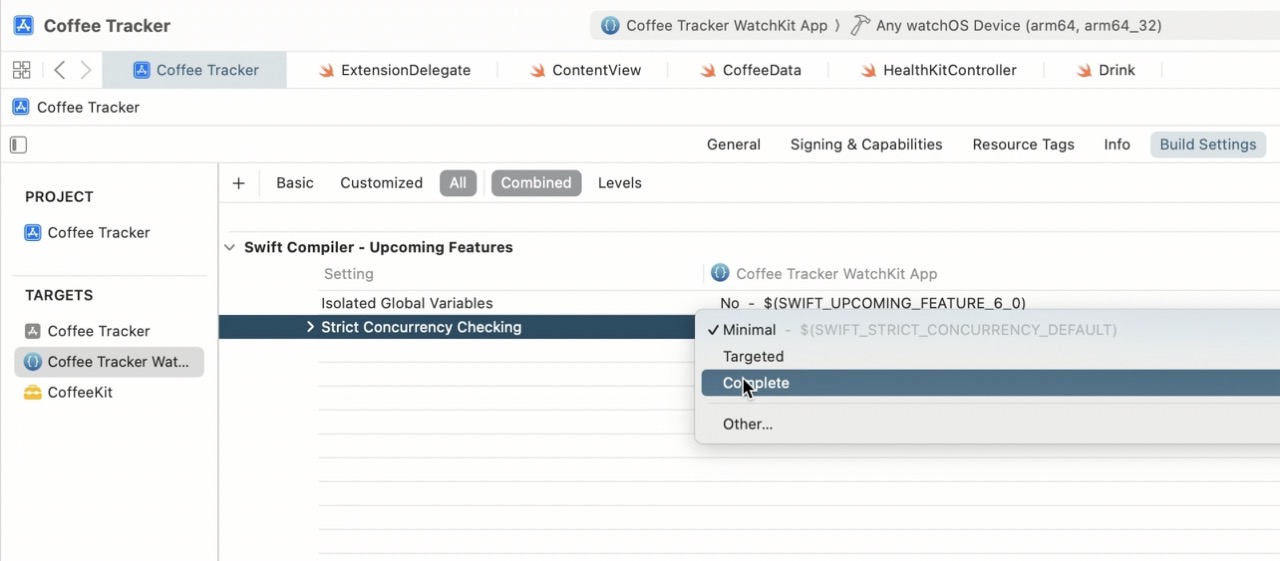 Coffee Tracker
Coffee Tracker WatchKit App ⟩ Any watchOS Device (arm64, arm64_32)
Coffee Tracker ExtensionDelegate ContentView CoffeeData HealthKitController Drink
Coffee Tracker
General Signing & Capabilities Resource Tags Info Build Settings
PROJECT
Coffee Tracker
TARGETS
Coffee Tracker
Coffee Tracker Wat...
CoffeeKit
+ Basic Customized All Combined Levels
Swift Compiler - Upcoming Features
Setting Coffee Tracker WatchKit App
Isolated Global Variables No - $(SWIFT_UPCOMING_FEATURE_6_0)
Strict Concurrency Checking
✓ Minimal - $(SWIFT_STRICT_CONCURRENCY_DEFAULT)
Targeted
Complete
Other...